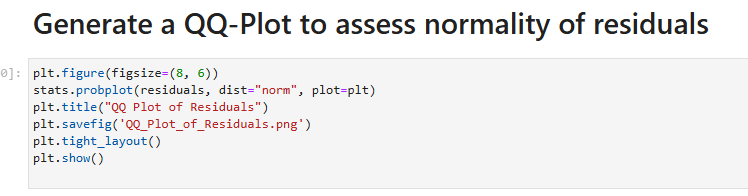 Generate a QQ-Plot to assess normality of residuals
0]: plt.figure(figsize=(8, 6))
stats.probplot(residuals, dist="norm", plot=plt)
plt.title("QQ Plot of Residuals")
plt.savefig('QQ_Plot_of_Residuals.png')
plt.tight_layout()
plt.show()